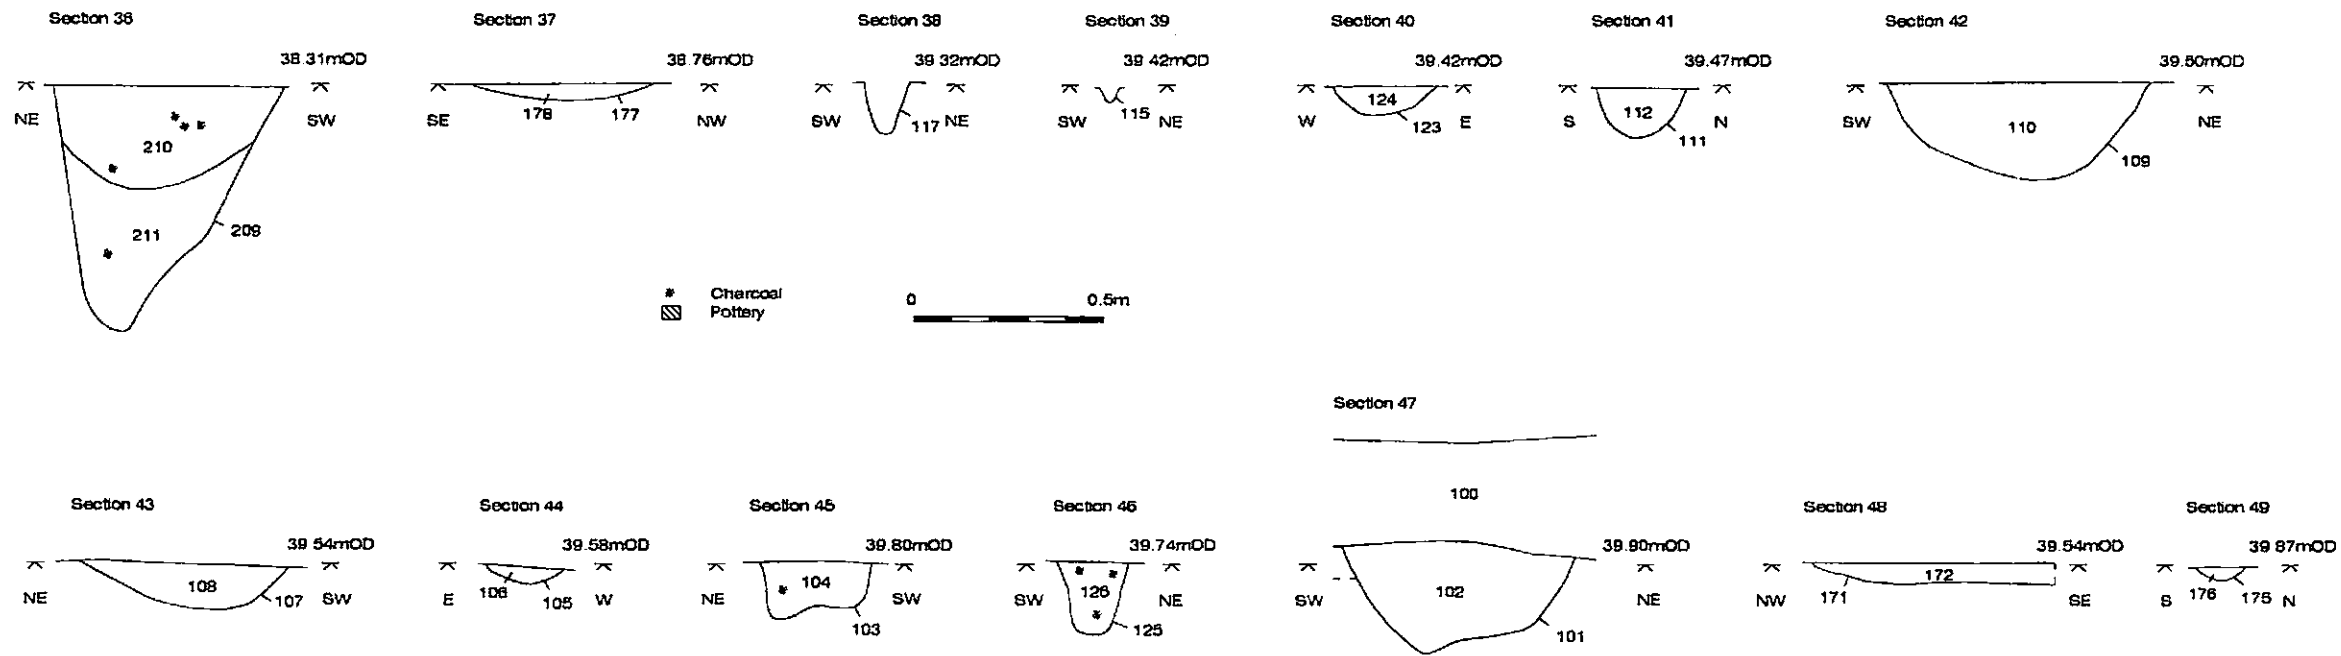 Section 36
38.31mOD
NE
SW
210
211
209
Section 37
38.76mOD
SE
NW
178
177
Section 38
39 32mOD
SW
NE
117
Section 39
39 42mOD
SW
NE
115
Section 40
39.42mOD
W
E
124
123
Section 41
39.47mOD
S
N
112
111
Section 42
39.50mOD
SW
NE
110
109
Charcoal
Pottery
0
0.5m
Section 43
39 54mOD
NE
SW
108
107
Section 44
39.58mOD
E
W
106
105
Section 45
39.80mOD
NE
SW
104
103
Section 46
39.74mOD
SW
NE
126
125
Section 47
100
39.90mOD
SW
NE
102
101
Section 48
39.54mOD
NW
SE
172
171
Section 49
39 87mOD
S
N
176
175